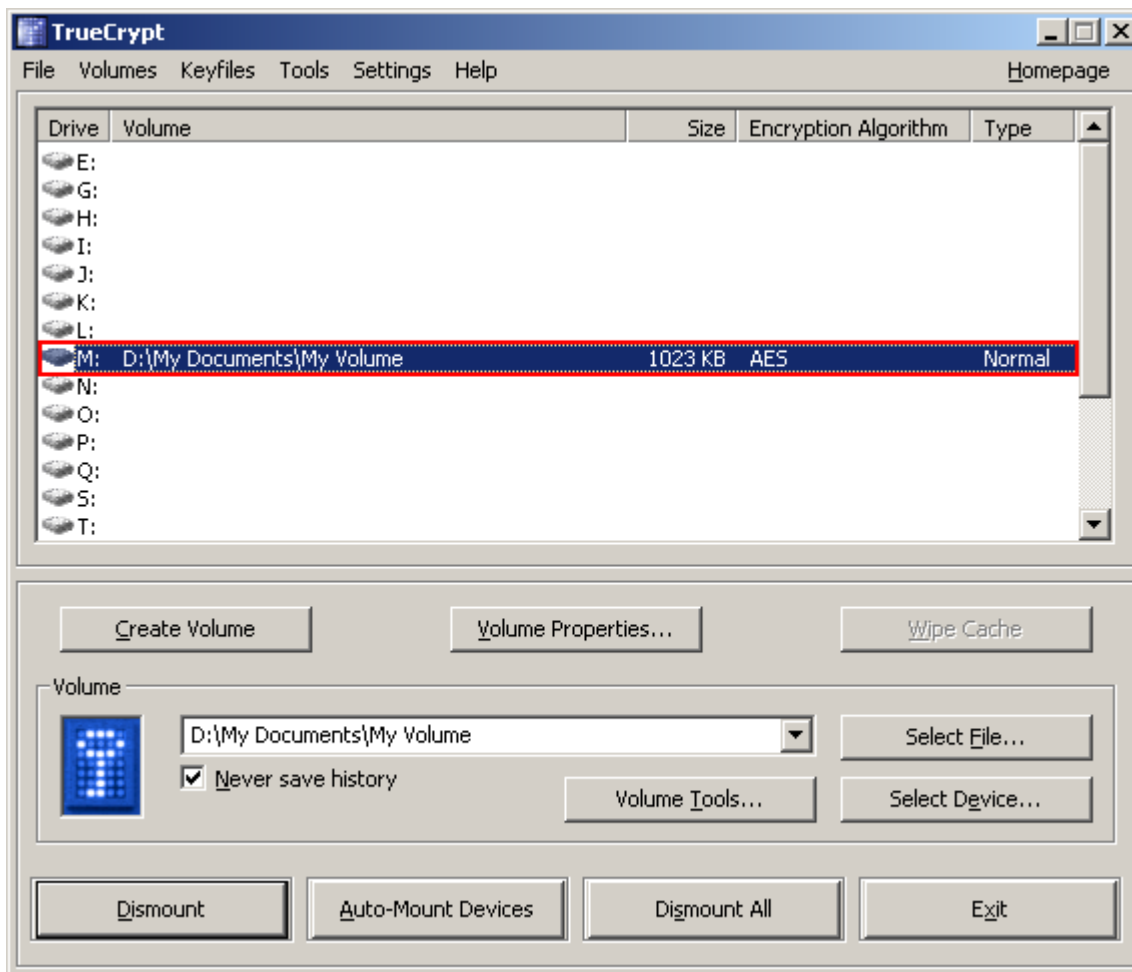 TrueCrypt
File Volumes Keyfiles Tools Settings Help Homepage
Drive Volume Size Encryption Algorithm Type
E:
G:
H:
I:
J:
K:
L:
M: D:\My Documents\My Volume 1023 KB AES Normal
N:
O:
P:
Q:
S:
T:
Create Volume Volume Properties... Wipe Cache
Volume
D:\My Documents\My Volume Select File...
Never save history
Volume Tools... Select Device...
Dismount Auto-Mount Devices Dismount All Exit